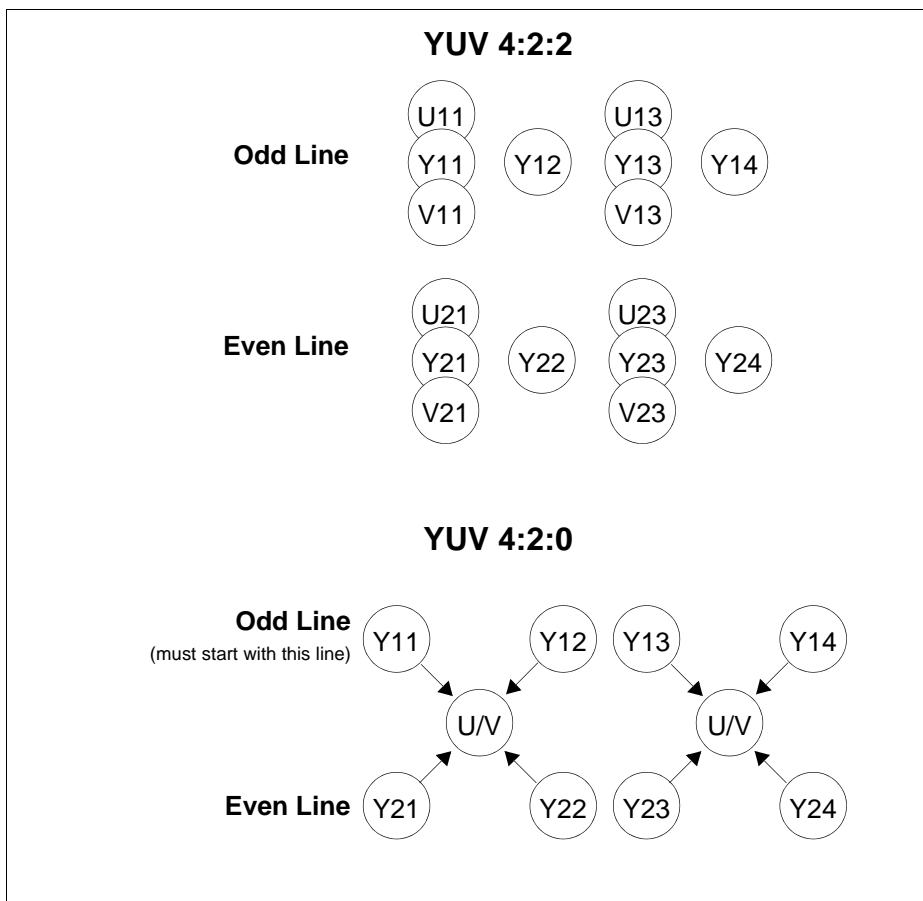 YUV 4:2:2
U11 U13
Odd Line Y11 Y12 Y13 Y14
V11 V13
U21 U23
Even Line Y21 Y22 Y23 Y24
V21 V23
YUV 4:2:0
Odd Line
(must start with this line)
Y11 Y12 Y13 Y14
U/V U/V
Even Line Y21 Y22 Y23 Y24